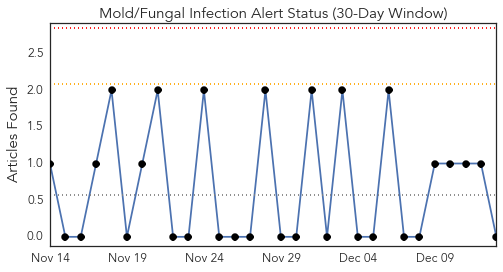 Mold/Fungal Infection Alert Status (30-Day Window)
Articles Found
2.5
2.0
1.5
1.0
0.5
0.0
Nov 14 Nov 19 Nov 24 Nov 29 Dec 04 Dec 09